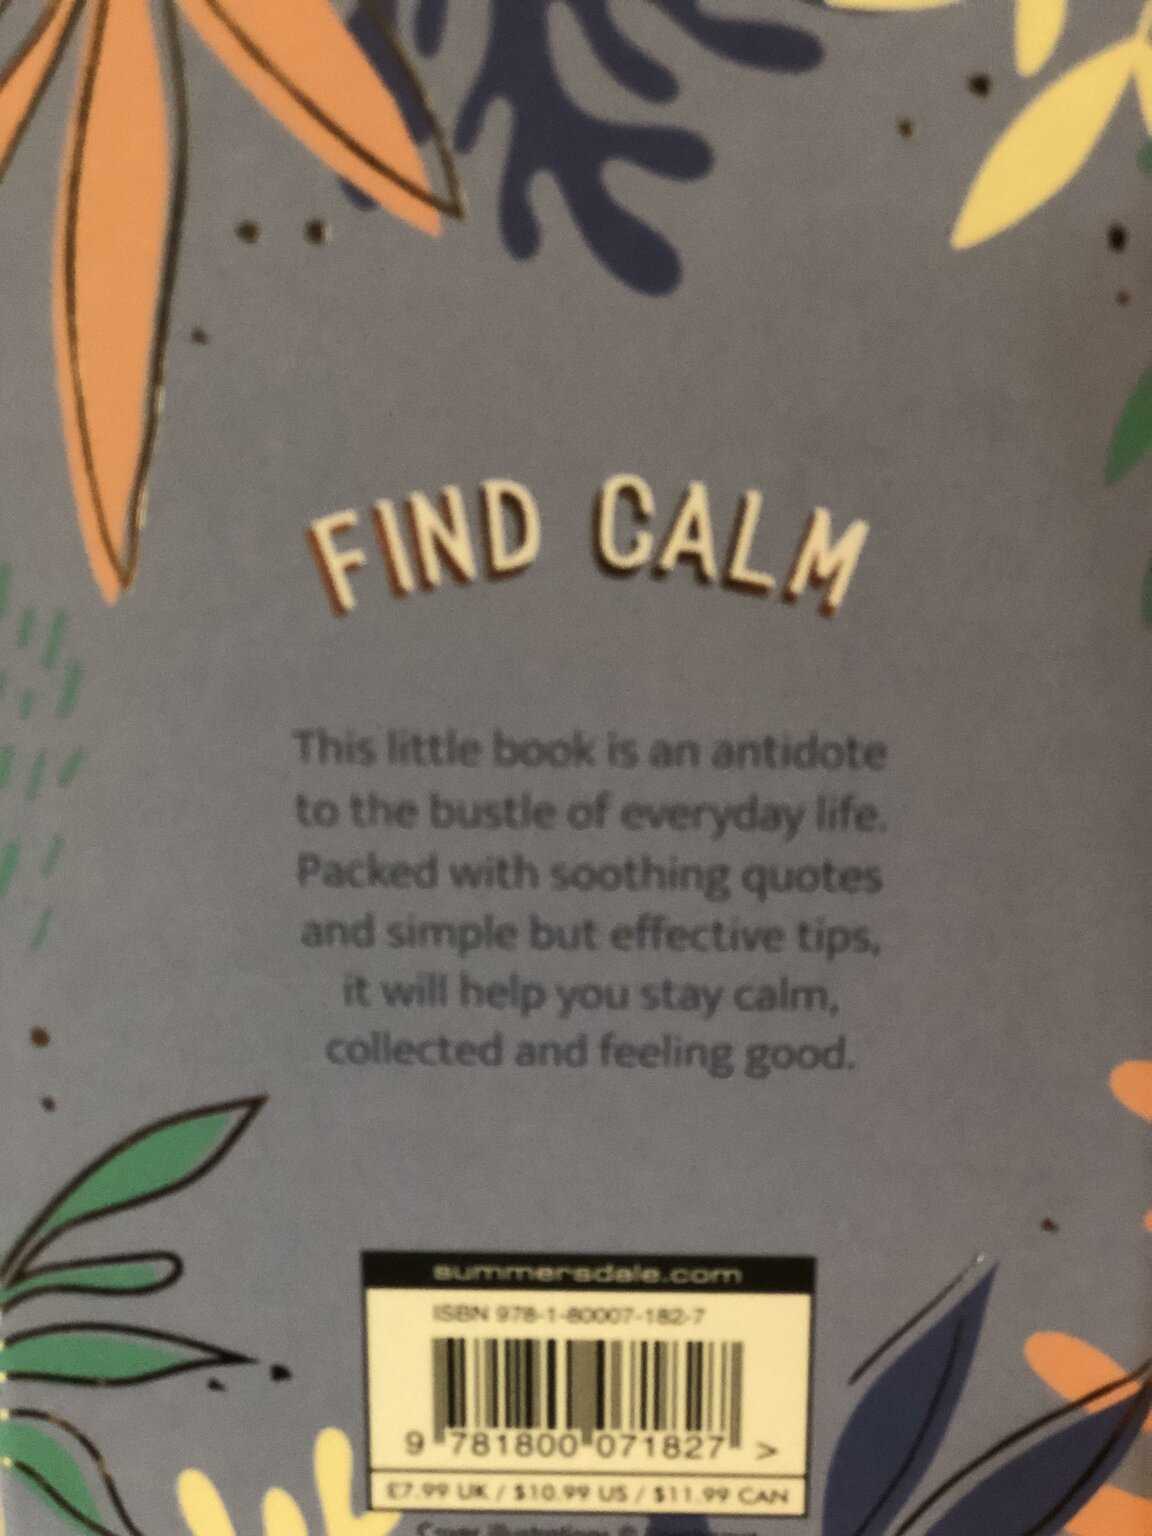 FIND CALM
This little book is an antidote
to the bustle of everyday life.
Packed with soothing quotes
and simple but effective tips,
it will help you stay calm,
collected and feeling good.
summersdale.com
ISBN 978-1-80007-182-7
9 781800 071827 >
£7.99 UK / $10.99 US / $11.99 CAN
Cover illustrations ©